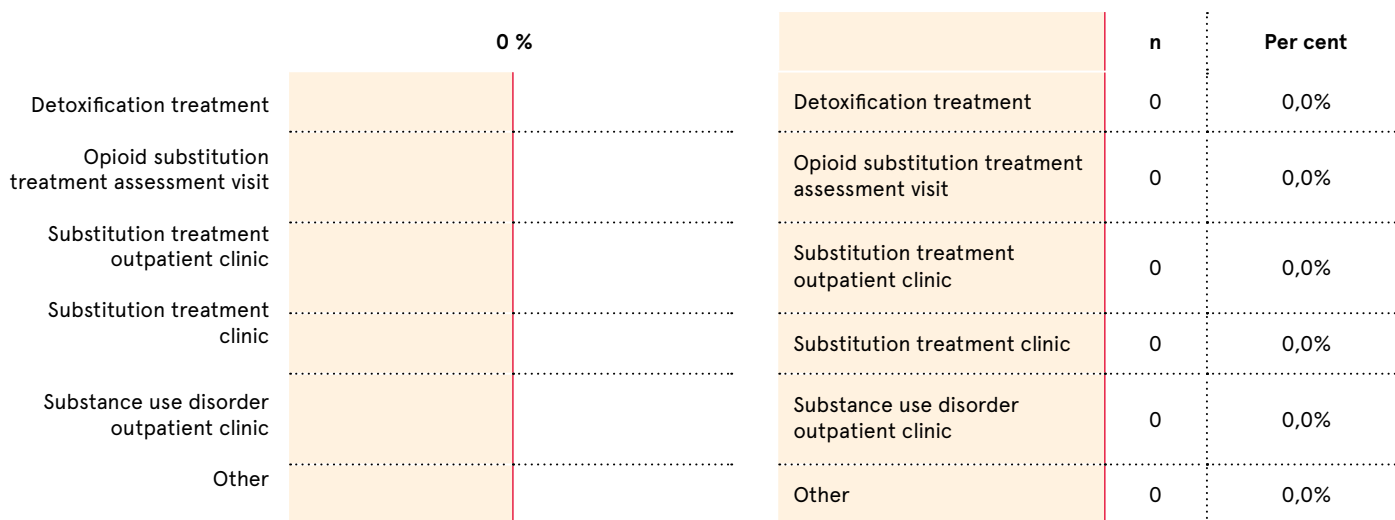 0 %
Detoxification treatment
Opioid substitution
treatment assessment visit
Substitution treatment
outpatient clinic
Substitution treatment
clinic
Substance use disorder
outpatient clinic
Other
n Per cent
Detoxification treatment 0 0,0%
Opioid substitution treatment
assessment visit 0 0,0%
Substitution treatment
outpatient clinic 0 0,0%
Substitution treatment clinic 0 0,0%
Substance use disorder
outpatient clinic 0 0,0%
Other 0 0,0%